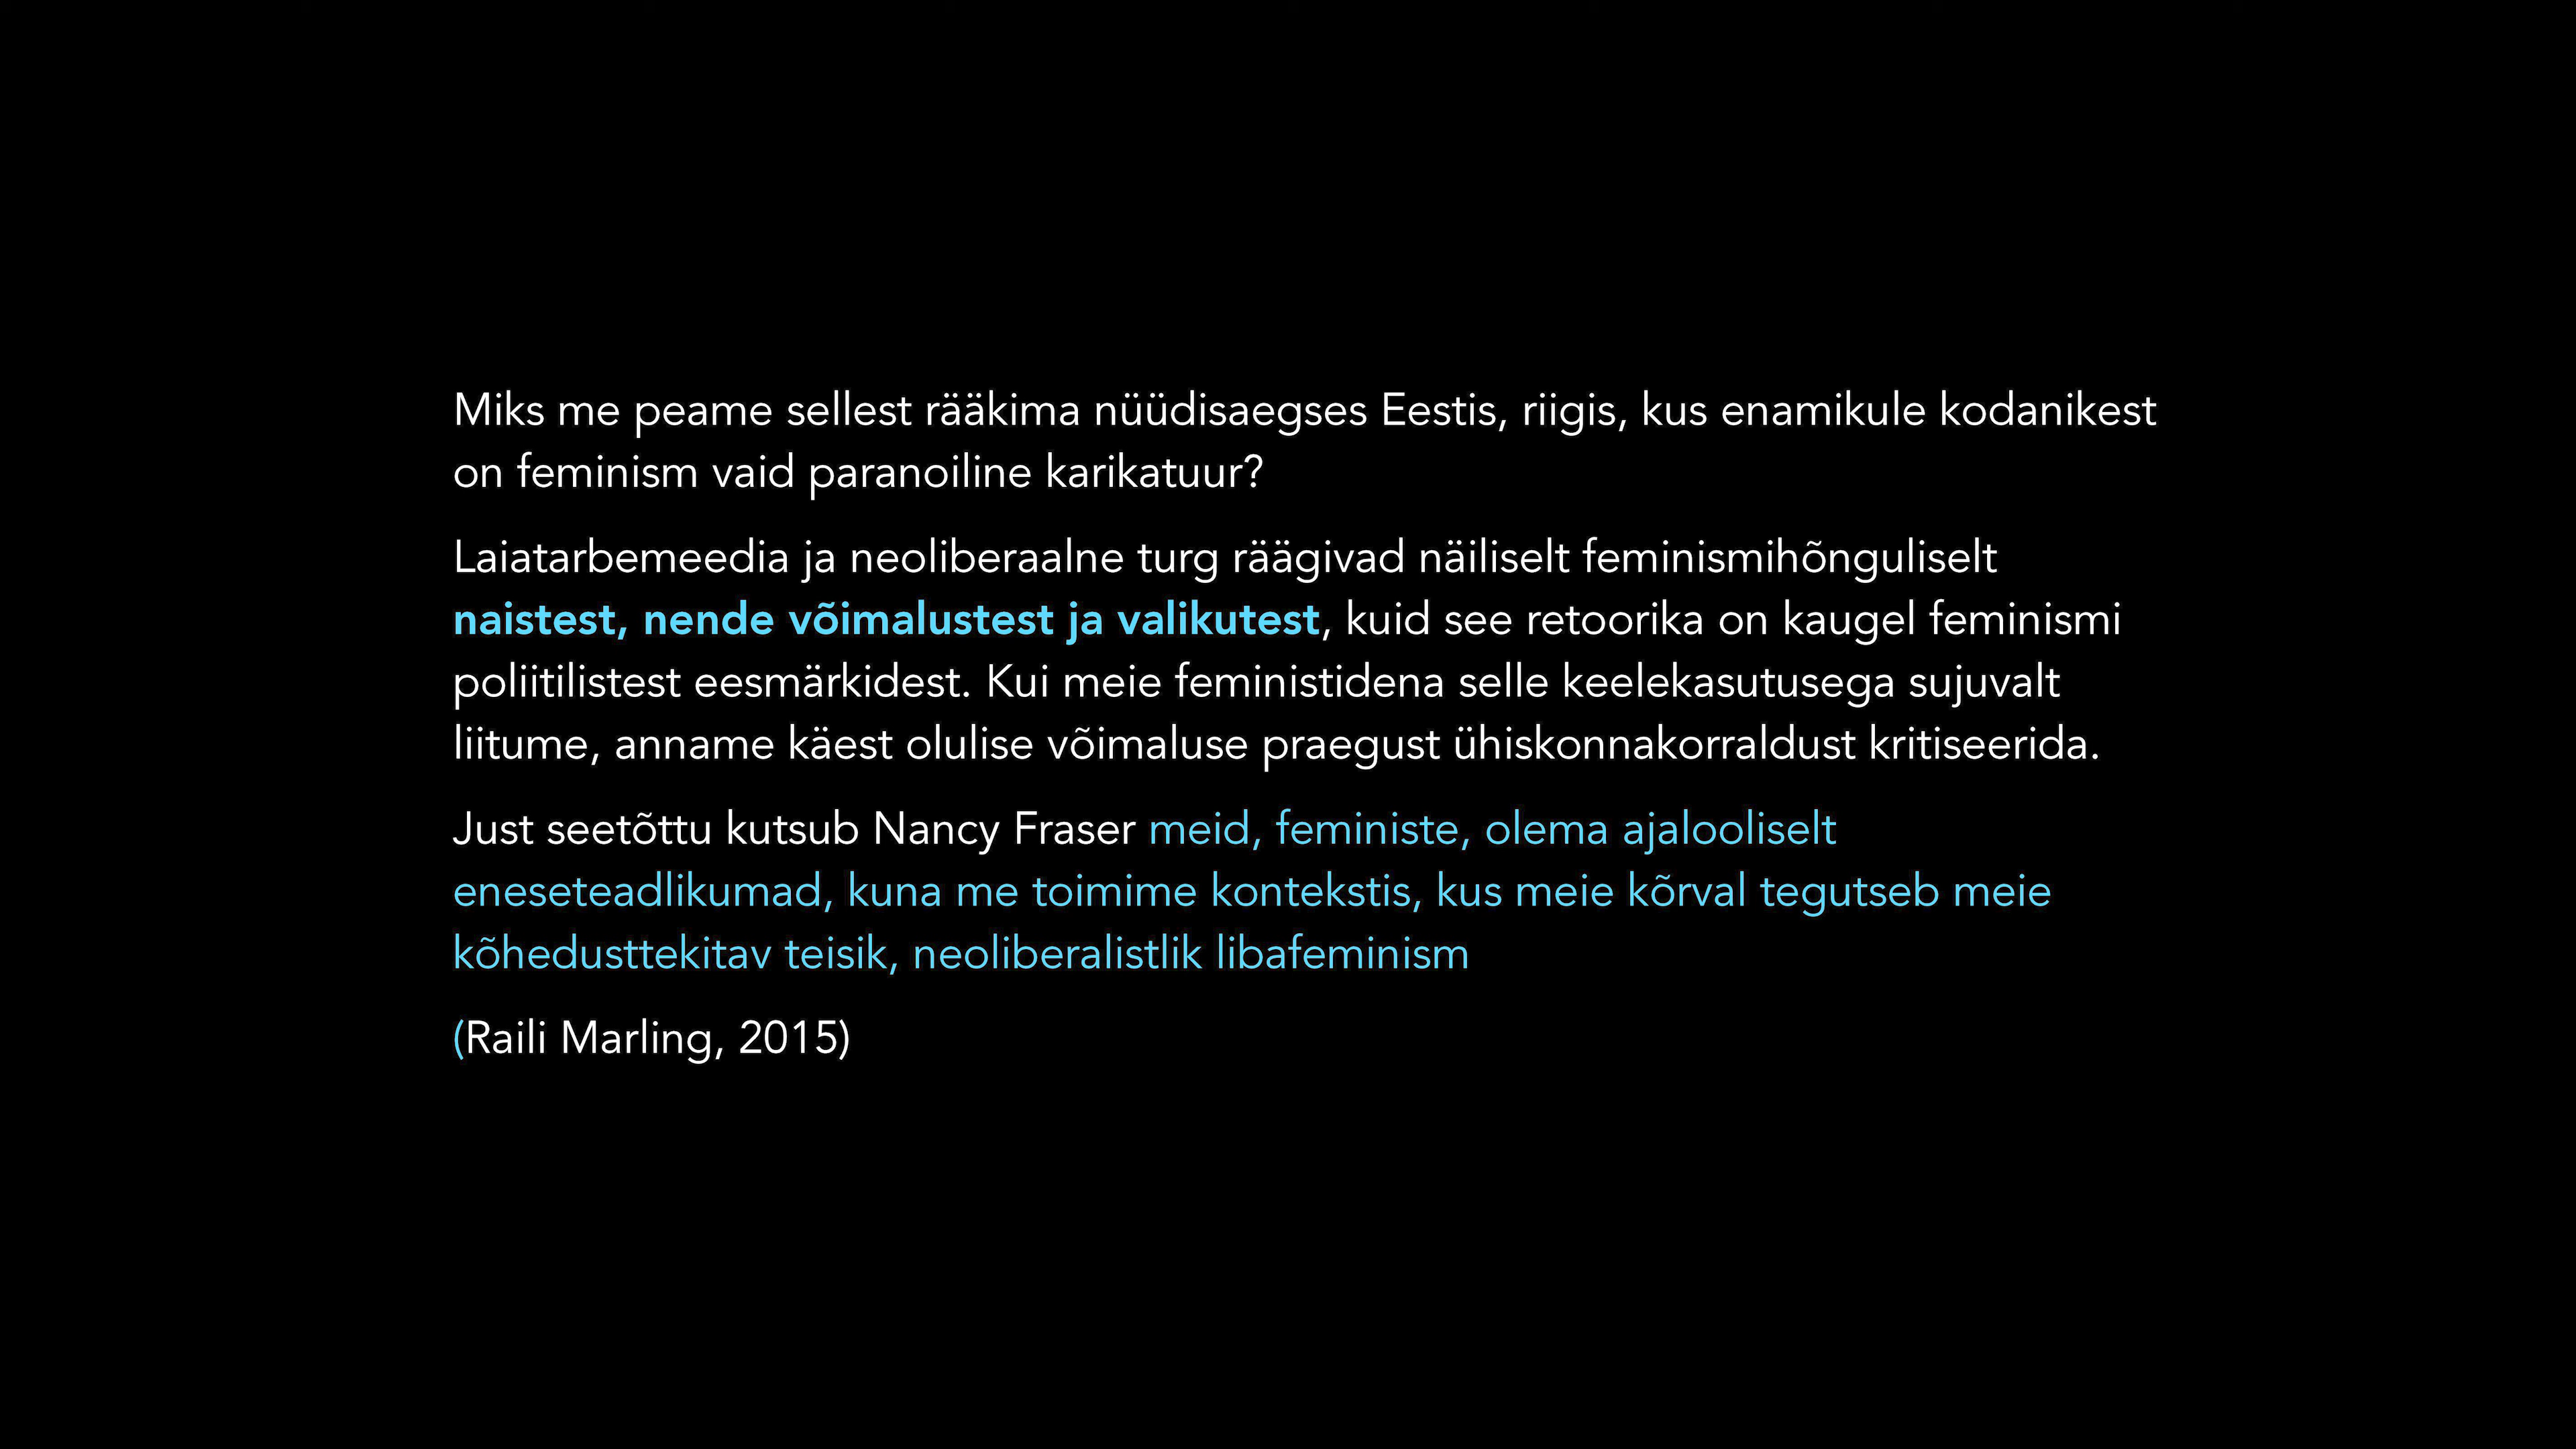 Miks me peame sellest rääkima nüüdisaegses Eestis, riigis, kus enamikule kodanikest
on feminism vaid paranoiline karikatuur?
Laiatarbemeedia ja neoliberaalne turg räägivad näiliselt feminismihõnguliselt
naistest, nende võimalustest ja valikutest, kuid see retoorika on kaugel feminismi
poliitilistest eesmärkidest. Kui meie feministidena selle keelekasutusega sujuvalt
liitume, anname käest olulise võimaluse praegust ühiskonnakorraldust kritiseerida.
Just seetõttu kutsub Nancy Fraser meid, feministe, olema ajalooliselt
eneseteadlikumad, kuna me toimime kontekstis, kus meie kõrval tegutseb meie
kõhedusttekitav teisik, neoliberalistlik libafeminism
(Raili Marling, 2015)